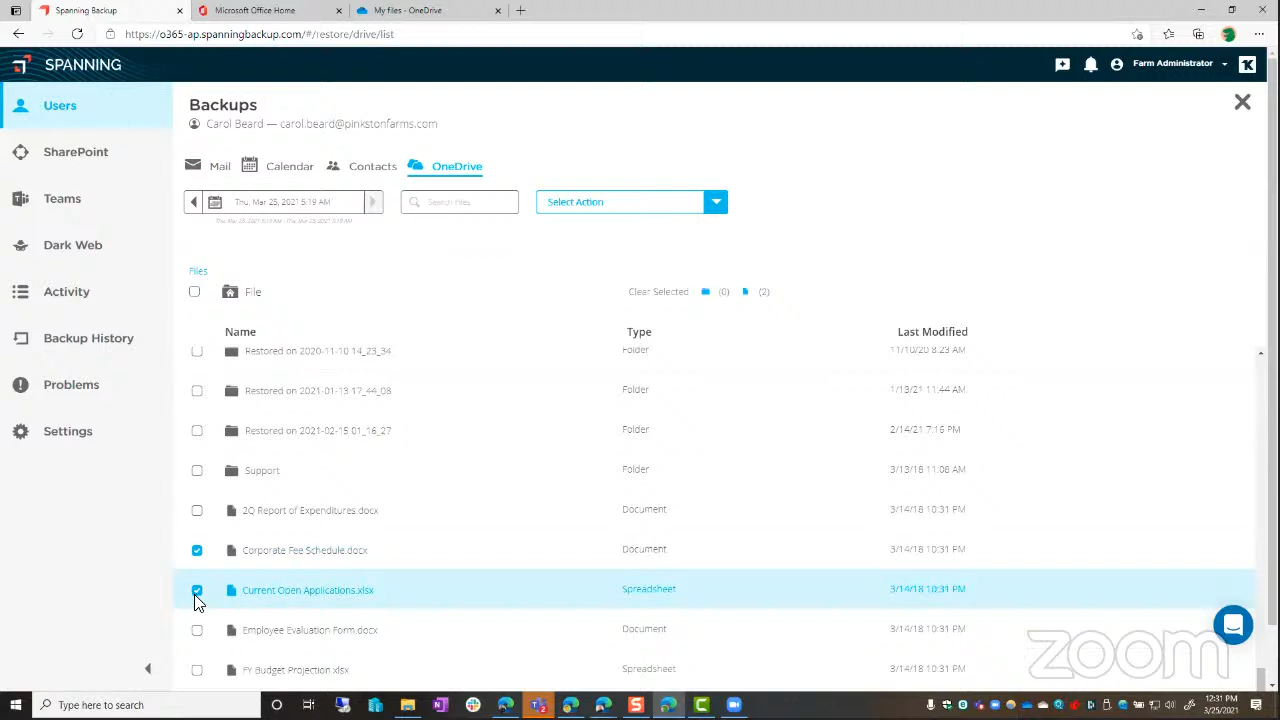 Spanning Backup
Microsoft Office Home
My files - OneDrive
https://o365-ap.spanningbackup.com/#/restore/drive/list
SPANNING
Farm Administrator
Users
SharePoint
Teams
Dark Web
Activity
Backup History
Problems
Settings
Backups
Carol Beard — carol.beard@pinkstonfarms.com
Mail
Calendar
Contacts
OneDrive
Thu, Mar 25, 2021 5:19 AM
Search Files
Select Action
Files
File
Clear Selected (0) (2)
Name Type Last Modified
Restored on 2020-11-10 14_23_34 Folder 11/10/20 8:23 AM
Restored on 2021-01-13 17_44_08 Folder 1/13/21 11:44 AM
Restored on 2021-02-15 01_16_27 Folder 2/14/21 7:16 PM
Support Folder 3/13/18 11:08 AM
2Q Report of Expenditures.docx Document 3/14/18 10:31 PM
Corporate Fee Schedule.docx Document 3/14/18 10:31 PM
Current Open Applications.xlsx Spreadsheet 3/14/18 10:31 PM
Employee Evaluation Form.docx Document 3/14/18 10:31 PM
FY Budget Projection.xlsx Spreadsheet 3/14/18 10:31 PM
zoom
Type here to search
12:31 PM
3/25/2021